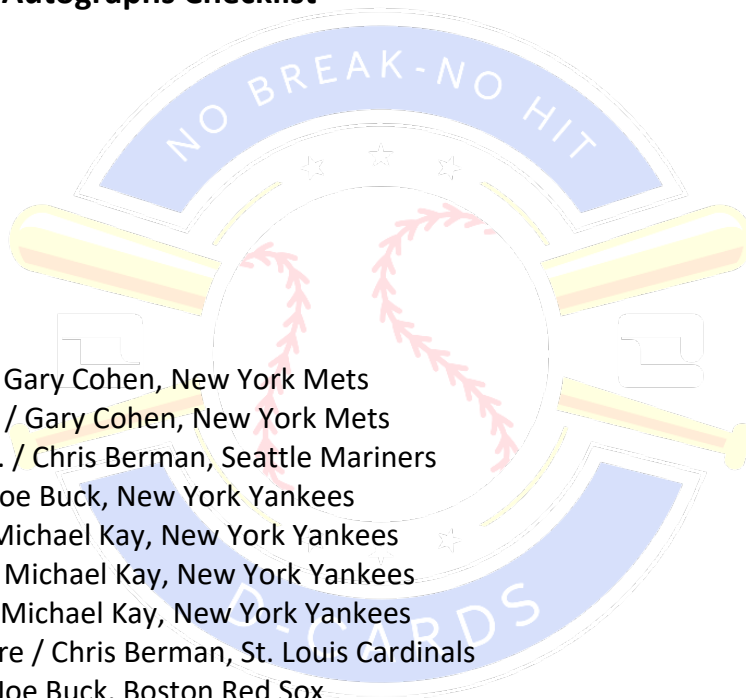 Autographs Checklist
NO BREAK-NO HIT
Gary Cohen, New York Mets
/ Gary Cohen, New York Mets
. / Chris Berman, Seattle Mariners
oe Buck, New York Yankees
Michael Kay, New York Yankees
Michael Kay, New York Yankees
Michael Kay, New York Yankees
re / Chris Berman, St. Louis Cardinals
Joe Buck, Boston Red Sox
D-CARDS